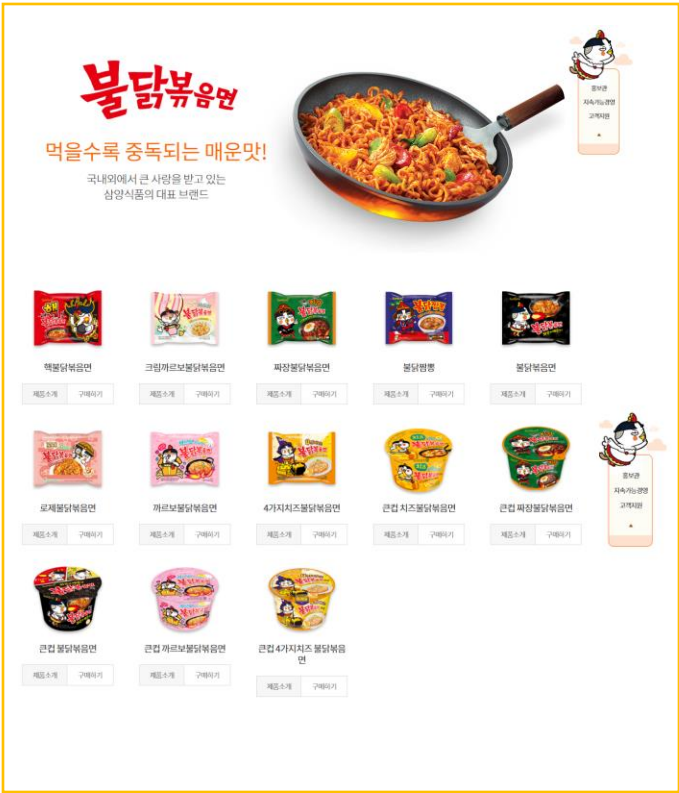 불닭볶음면
먹을수록 중독되는 매운맛!
국내외에서 큰 사랑을 받고 있는
삼양식품의 대표 브랜드
홍보관
지속가능경영
고객지원
핵불닭볶음면
크림까르보불닭볶음면
짜장불닭볶음면
불닭짬뽕
불닭볶음면
제품소개 구매하기
제품소개 구매하기
제품소개 구매하기
제품소개 구매하기
제품소개 구매하기
로제불닭볶음면
까르보불닭볶음면
4가지치즈불닭볶음면
큰컵 치즈불닭볶음면
큰컵 짜장불닭볶음면
제품소개 구매하기
제품소개 구매하기
제품소개 구매하기
제품소개 구매하기
제품소개 구매하기
홍보관
지속가능경영
고객지원
큰컵 불닭볶음면
큰컵 까르보불닭볶음면
큰컵 4가지치즈 불닭볶음
면
제품소개 구매하기
제품소개 구매하기
제품소개 구매하기